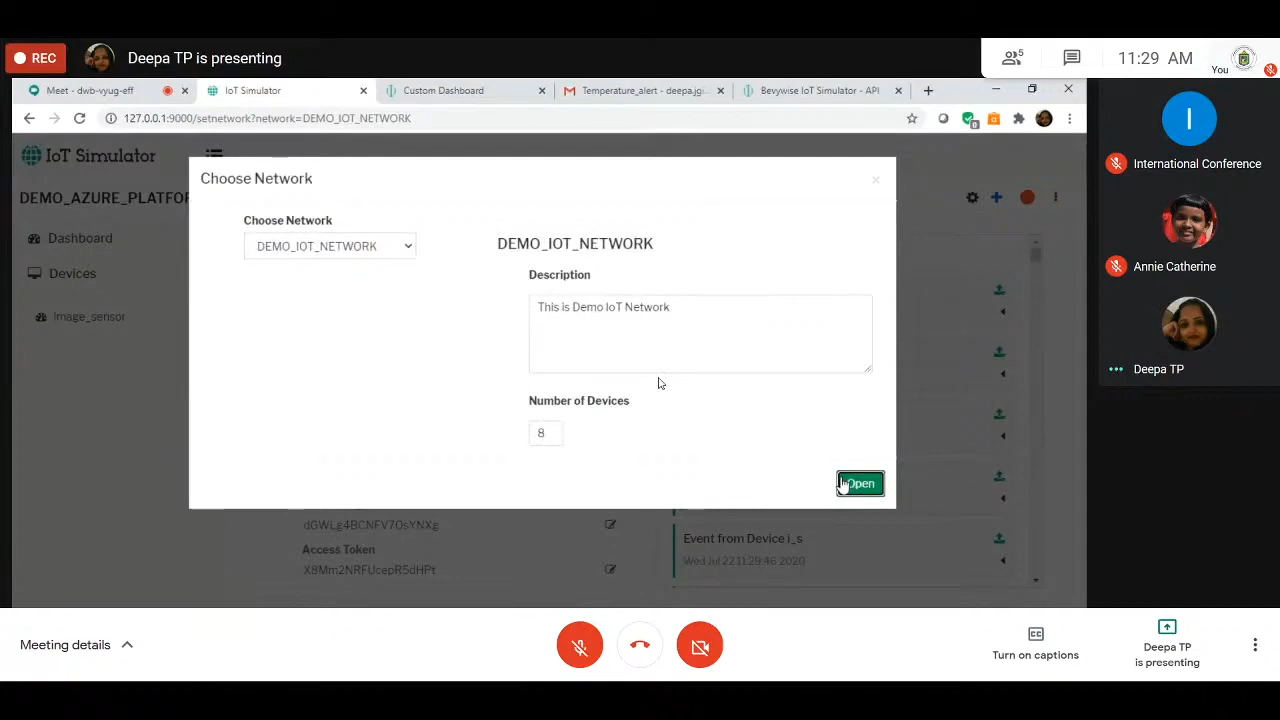 REC
Deepa TP is presenting
5
11:29 AM
You
Meet - dwb-vyug-eff
IoT Simulator
Custom Dashboard
Temperature_alert - deepa.jgi...
Bevywise IoT Simulator - API
127.0.0.1:9000/setnetwork?network=DEMO_IOT_NETWORK
IoT Simulator
DEMO_AZURE_PLATFO
Dashboard
Devices
Image_sensor
Choose Network
×
Choose Network
DEMO_IOT_NETWORK
DEMO_IOT_NETWORK
Description
This is Demo IoT Network
Number of Devices
8
Open
dGWLg4BCNFV7OsYNXg
Access Token
X8Mm2NRFUcepR5dHPt
Event from Device i_s
Wed Jul 22 11:29:46 2020
I
International Conference
Annie Catherine
Deepa TP
Meeting details
CC
Turn on captions
Deepa TP
is presenting